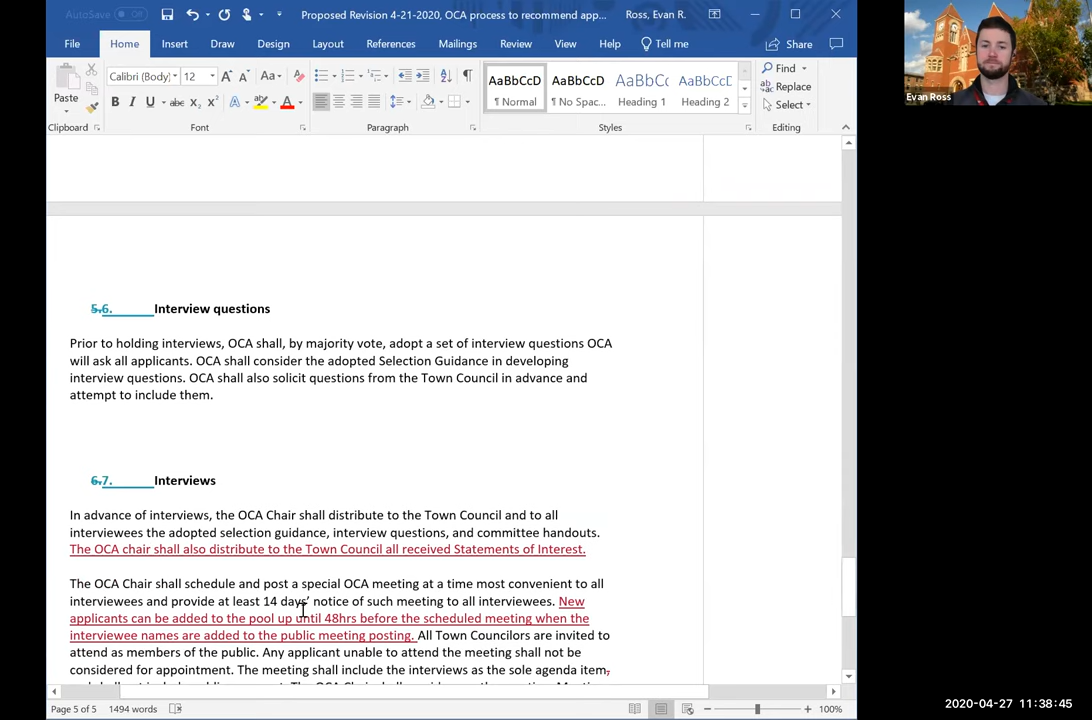 AutoSave Off Proposed Revision 4-21-2020, OCA process to recommend app... Ross, Evan R.
File Home Insert Draw Design Layout References Mailings Review View Help Tell me Share
Paste
Calibri (Body) 12 Aa
AaBbCcD AaBbCcD AaBbCc AaBbCcD
¶ Normal ¶ No Spac... Heading 1 Heading 2
Find
Replace
Select
Clipboard Font Paragraph Styles Editing
Evan Ross
5.6. Interview questions
Prior to holding interviews, OCA shall, by majority vote, adopt a set of interview questions OCA
will ask all applicants. OCA shall consider the adopted Selection Guidance in developing
interview questions. OCA shall also solicit questions from the Town Council in advance and
attempt to include them.
6.7. Interviews
In advance of interviews, the OCA Chair shall distribute to the Town Council and to all
interviewees the adopted selection guidance, interview questions, and committee handouts.
The OCA chair shall also distribute to the Town Council all received Statements of Interest.
The OCA Chair shall schedule and post a special OCA meeting at a time most convenient to all
interviewees and provide at least 14 days’ notice of such meeting to all interviewees. New
applicants can be added to the pool up until 48hrs before the scheduled meeting when the
interviewee names are added to the public meeting posting. All Town Councilors are invited to
attend as members of the public. Any applicant unable to attend the meeting shall not be
considered for appointment. The meeting shall include the interviews as the sole agenda item,
Page 5 of 5 1494 words 100%
2020-04-27 11:38:45